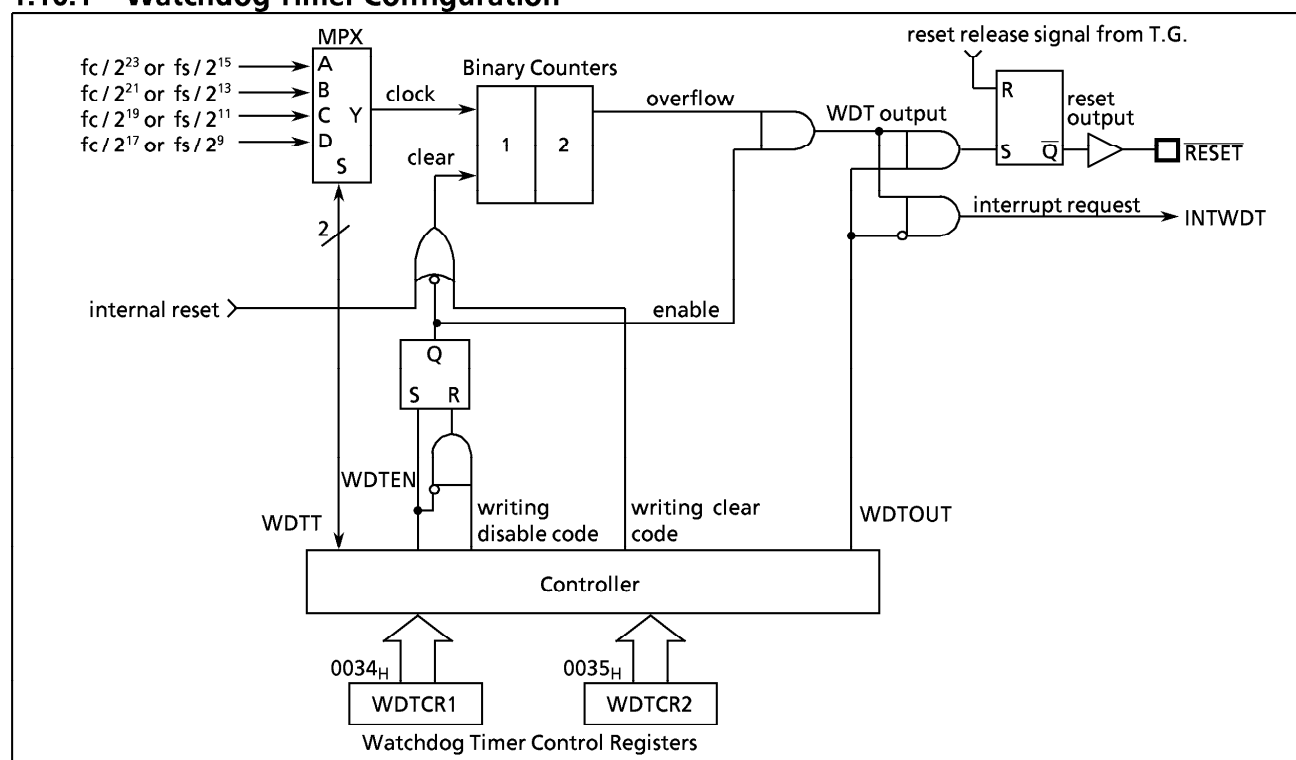 1.16.1 Watchdog Timer Configuration
reset release signal from T.G.
MPX
fc / 2²³ or fs / 2¹⁵
A
Binary Counters
fc / 2²¹ or fs / 2¹³
B
clock
overflow
WDT output
R
reset
output
fc / 2¹⁹ or fs / 2¹¹
C
Y
fc / 2¹⁷ or fs / 2⁹
D
S
clear
1
2
S
Q̅
R̅E̅S̅E̅T̅
2
interrupt request
INTWDT
internal reset
enable
Q
S
R
WDTEN
WDTT
writing
disable code
writing clear
code
WDTOUT
Controller
0034H
0035H
WDTCR1
WDTCR2
Watchdog Timer Control Registers